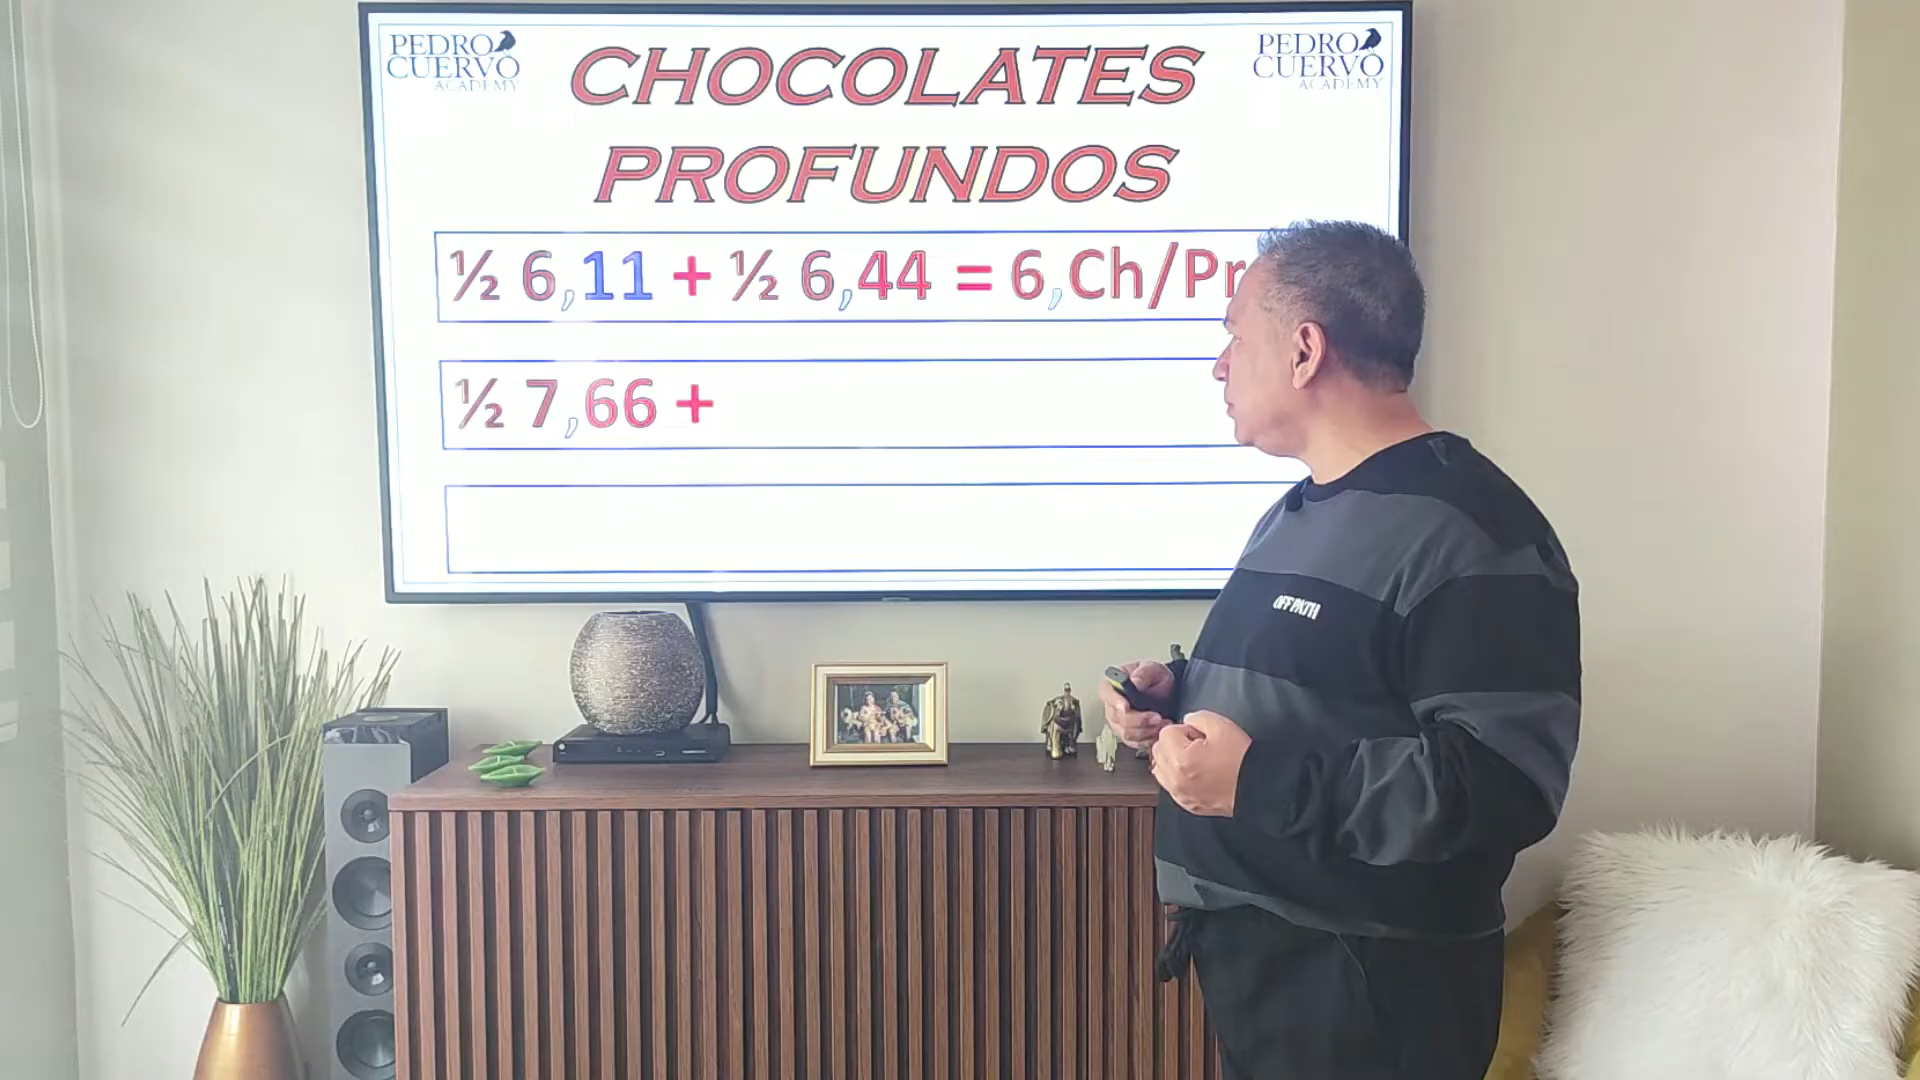 PEDRO
CUERVO
ACADEMY
CHOCOLATES
PROFUNDOS
PEDRO
CUERVO
ACADEMY
½ 6,11 + ½ 6,44 = 6,Ch/Pr
½ 7,66 +
OFF PATH